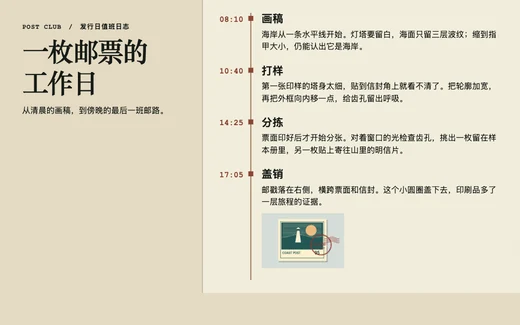 POST CLUB / 发行日值班日志
一枚邮票的
工作日
从清晨的画稿，到傍晚的最后一班邮路。
08:10 画稿
海岸从一条水平线开始。灯塔要留白，海面只留三层波纹；缩到指
甲大小，仍能认出它是海岸。
10:40 打样
第一张印样的塔身太细，贴到信封角上就看不清了。把轮廓加宽，
再把外框向内移一点，给齿孔留出呼吸。
14:25 分拣
票面印好后才开始分张。对着窗口的光检查齿孔，挑出一枚留在样
本册里，另一枚贴上寄往山里的明信片。
17:05 盖销
邮戳落在右侧，横跨票面和信封。这个小圆圈盖下去，印刷品多了
一层旅程的证据。
COAST POST